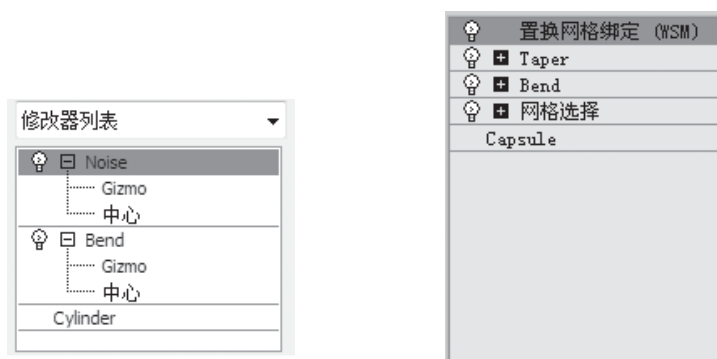 修改器列表
Noise
Gizmo
中心
Bend
Gizmo
中心
Cylinder
置换网格绑定 (WSM)
Taper
Bend
网格选择
Capsule